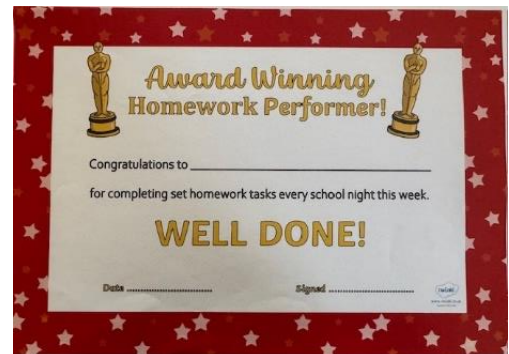 Award Winning
Homework Performer!
Congratulations to
for completing set homework tasks every school night this week.
WELL DONE!
Date Signed